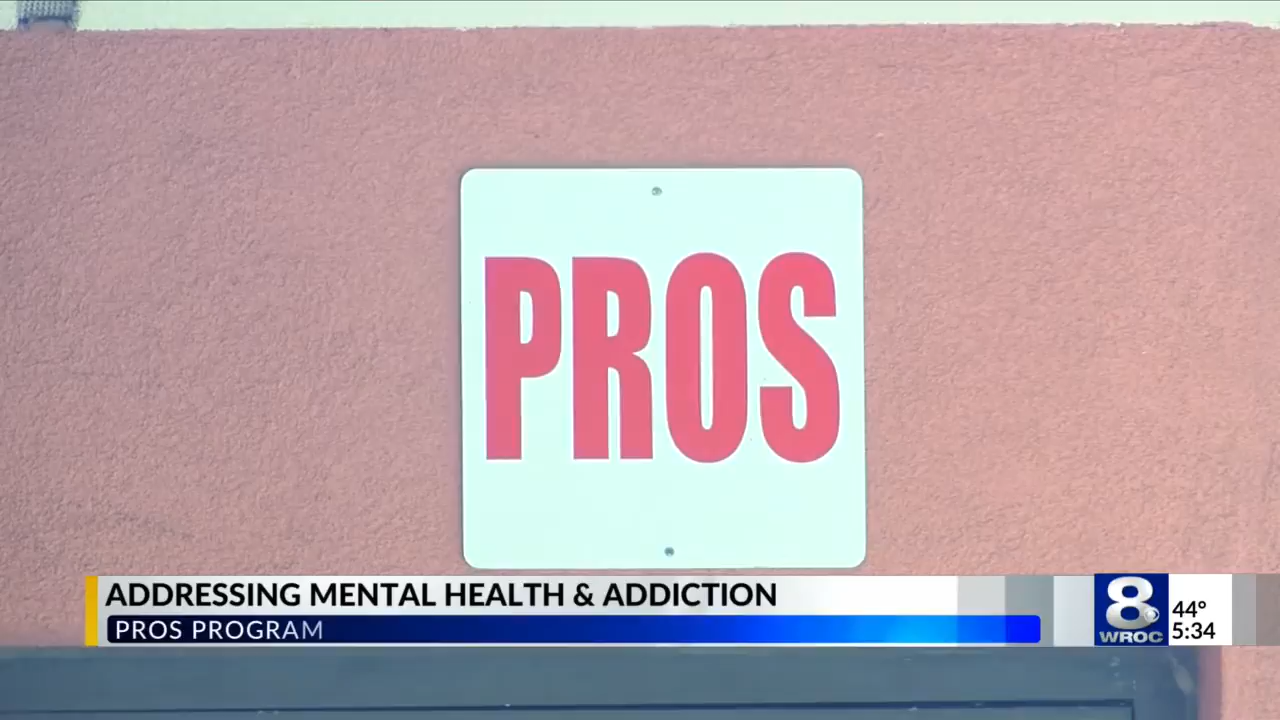 PROS
ADDRESSING MENTAL HEALTH & ADDICTION
PROS PROGRAM
8
WROC
44°
5:34